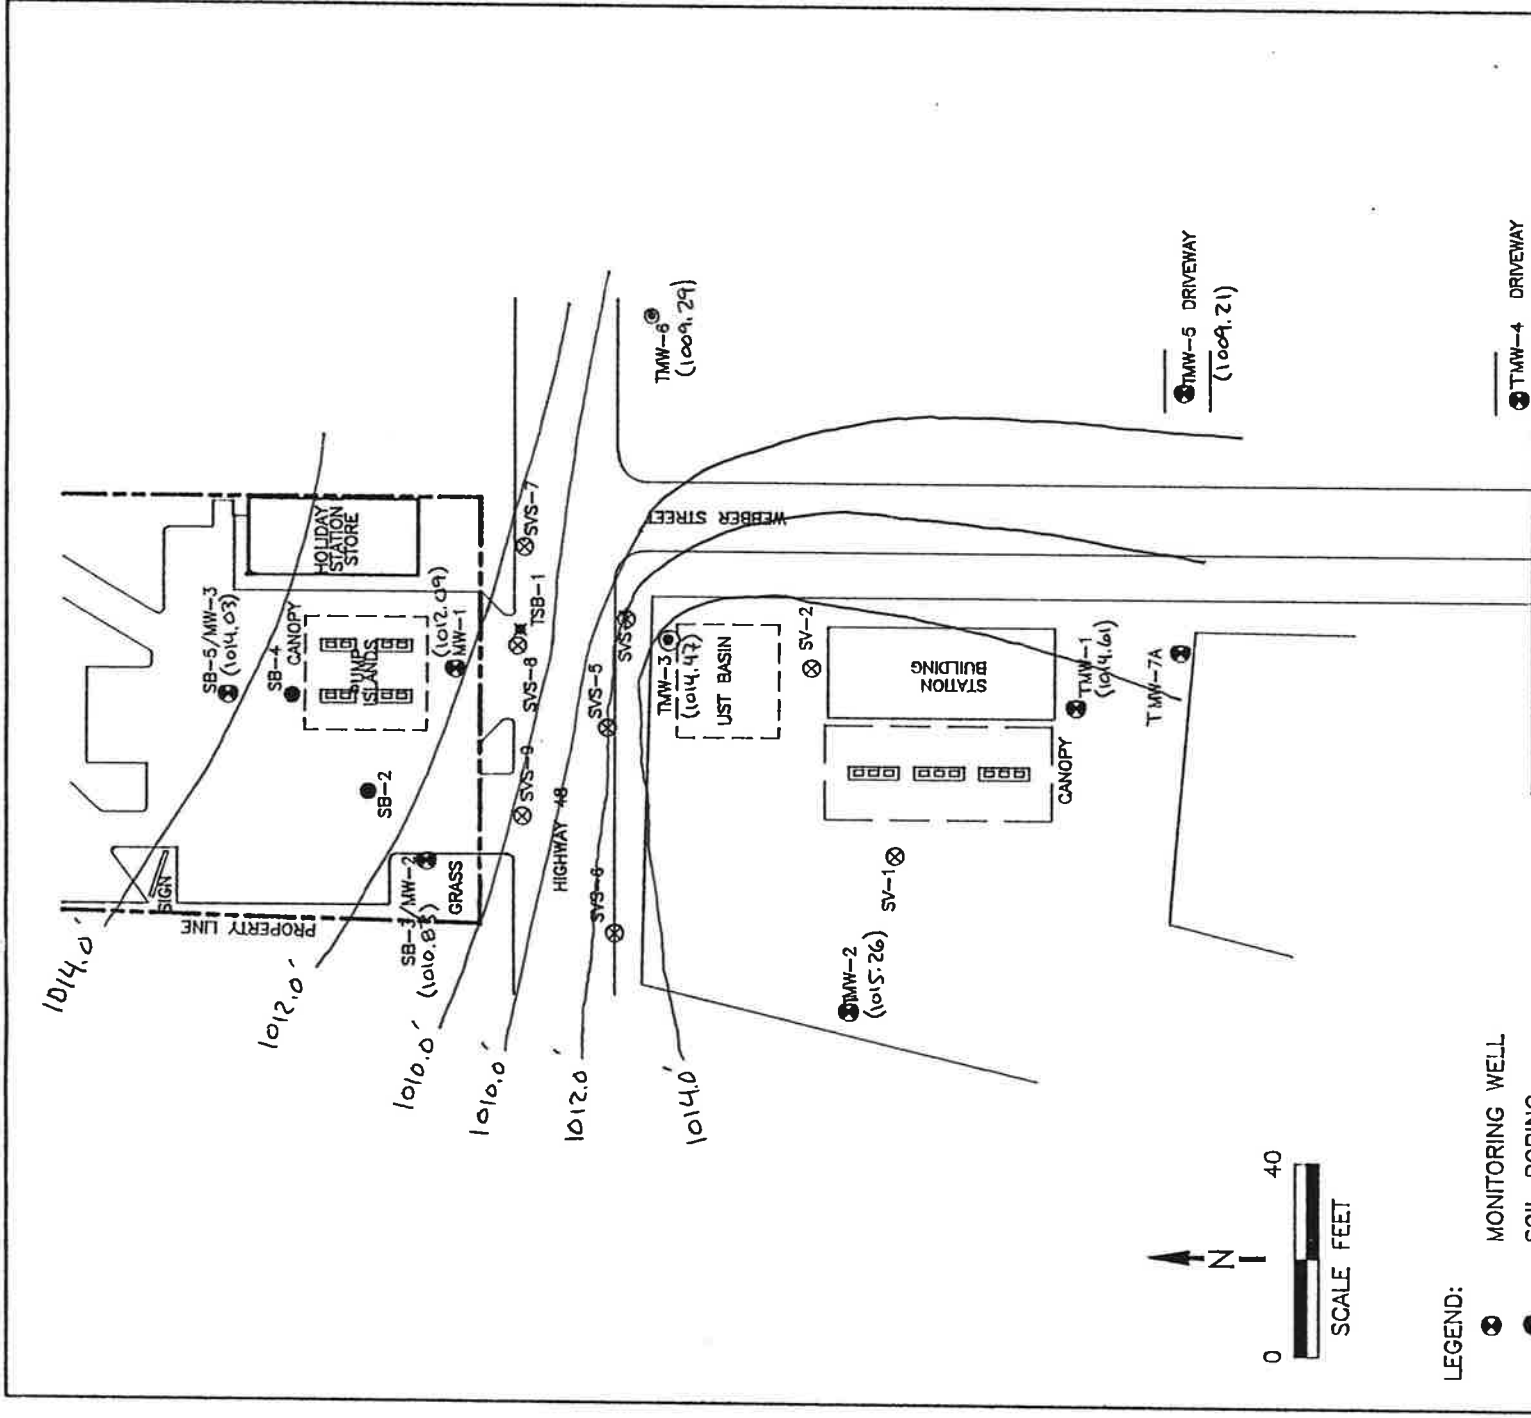 1014.0'
1012.0'
1010.0'
1010.0'
1012.0'
1014.0'
SIGN
PROPERTY LINE
SB-5/MW-3
(1014.03)
SB-4
CANOPY
PUMP
ISLANDS
HOLIDAY
STATION
STORE
SB-2
SB-3/MW-2
GRASS
(1012.09)
MW-1
SVS-7
TSB-1
SVS-8
SVS-9
HIGHWAY 48
SVS-5
SVS
SVS-6
WEBBER STREET
TMW-6
(1009.29)
TMW-3
(1014.47)
UST BASIN
SV-2
STATION
BUILDING
CANOPY
SV-1
TMW-2
(1015.26)
TMW-1
(1014.61)
TMW-7A
TMW-5 DRIVEWAY
(1009.21)
TMW-4 DRIVEWAY
N
0 40
SCALE FEET
LEGEND:
MONITORING WELL